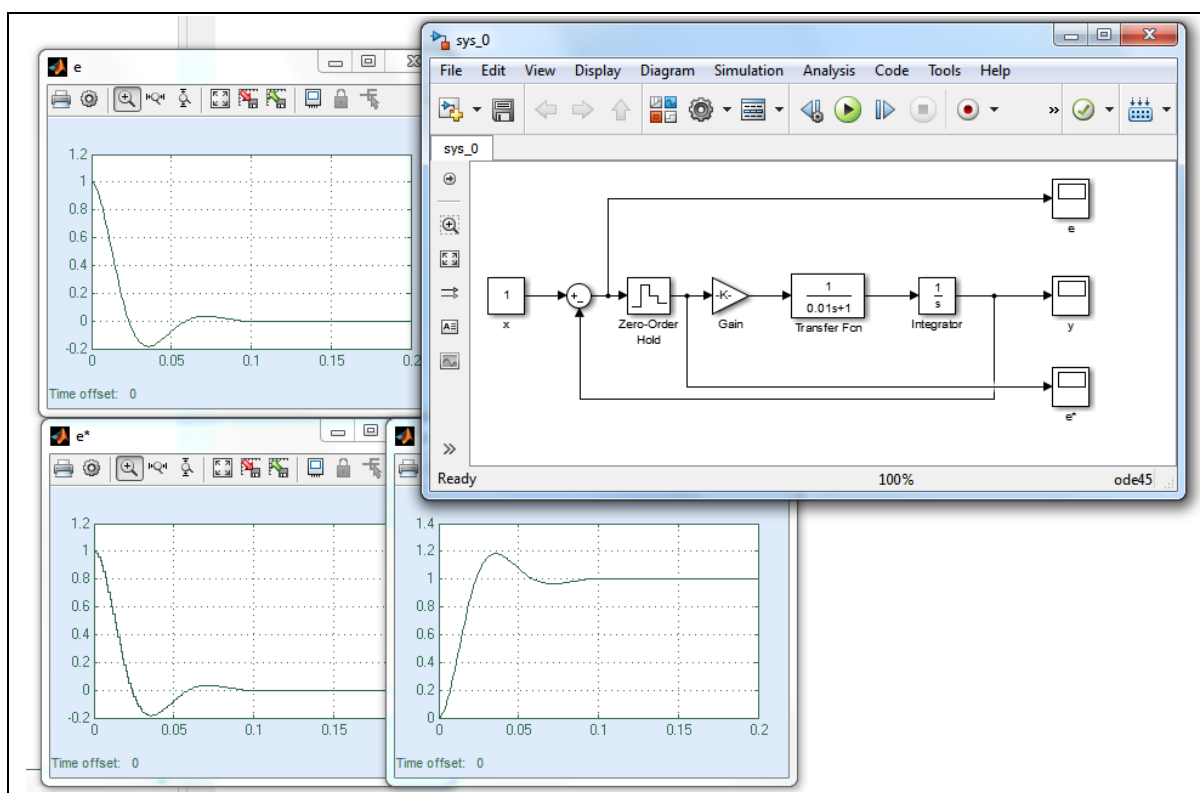 e
1.2
1
0.8
0.6
0.4
0.2
0
-0.2
0 0.05 0.1 0.15 0.2
Time offset: 0
sys_0
File Edit View Display Diagram Simulation Analysis Code Tools Help
»
sys_0
e
1
x
+
-
Zero-Order
Hold
-K-
Gain
1
0.01s+1
Transfer Fcn
1
s
Integrator
y
e*
»
Ready 100% ode45
e*
1.2
1
0.8
0.6
0.4
0.2
0
-0.2
0 0.05 0.1 0.15
Time offset: 0
1.4
1.2
1
0.8
0.6
0.4
0.2
0
0 0.05 0.1 0.15 0.2
Time offset: 0